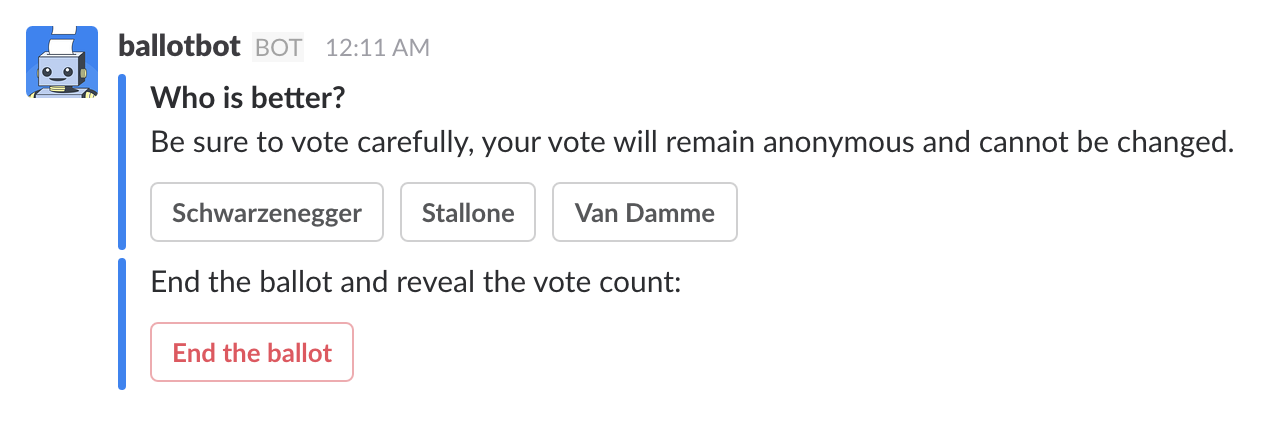 ballotbot BOT 12:11 AM
Who is better?
Be sure to vote carefully, your vote will remain anonymous and cannot be changed.
Schwarzenegger Stallone Van Damme
End the ballot and reveal the vote count:
End the ballot